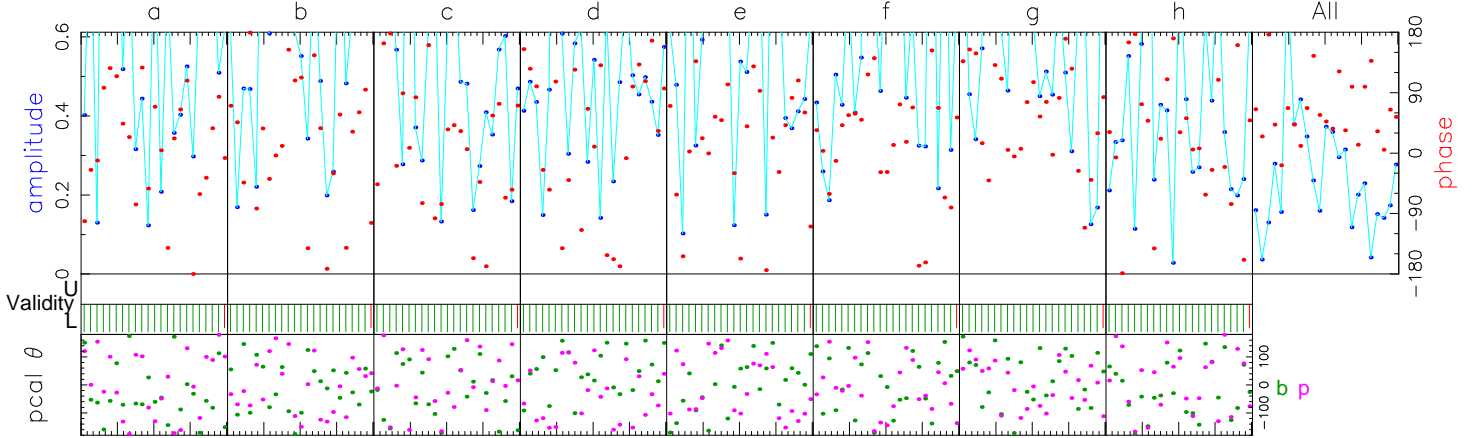 a b c d e f g h All
0.6 0.4 0.2 0
amplitude
180 90 0 −90 −180
phase
U
Validity
L
pcal θ
100 0 −100
b p